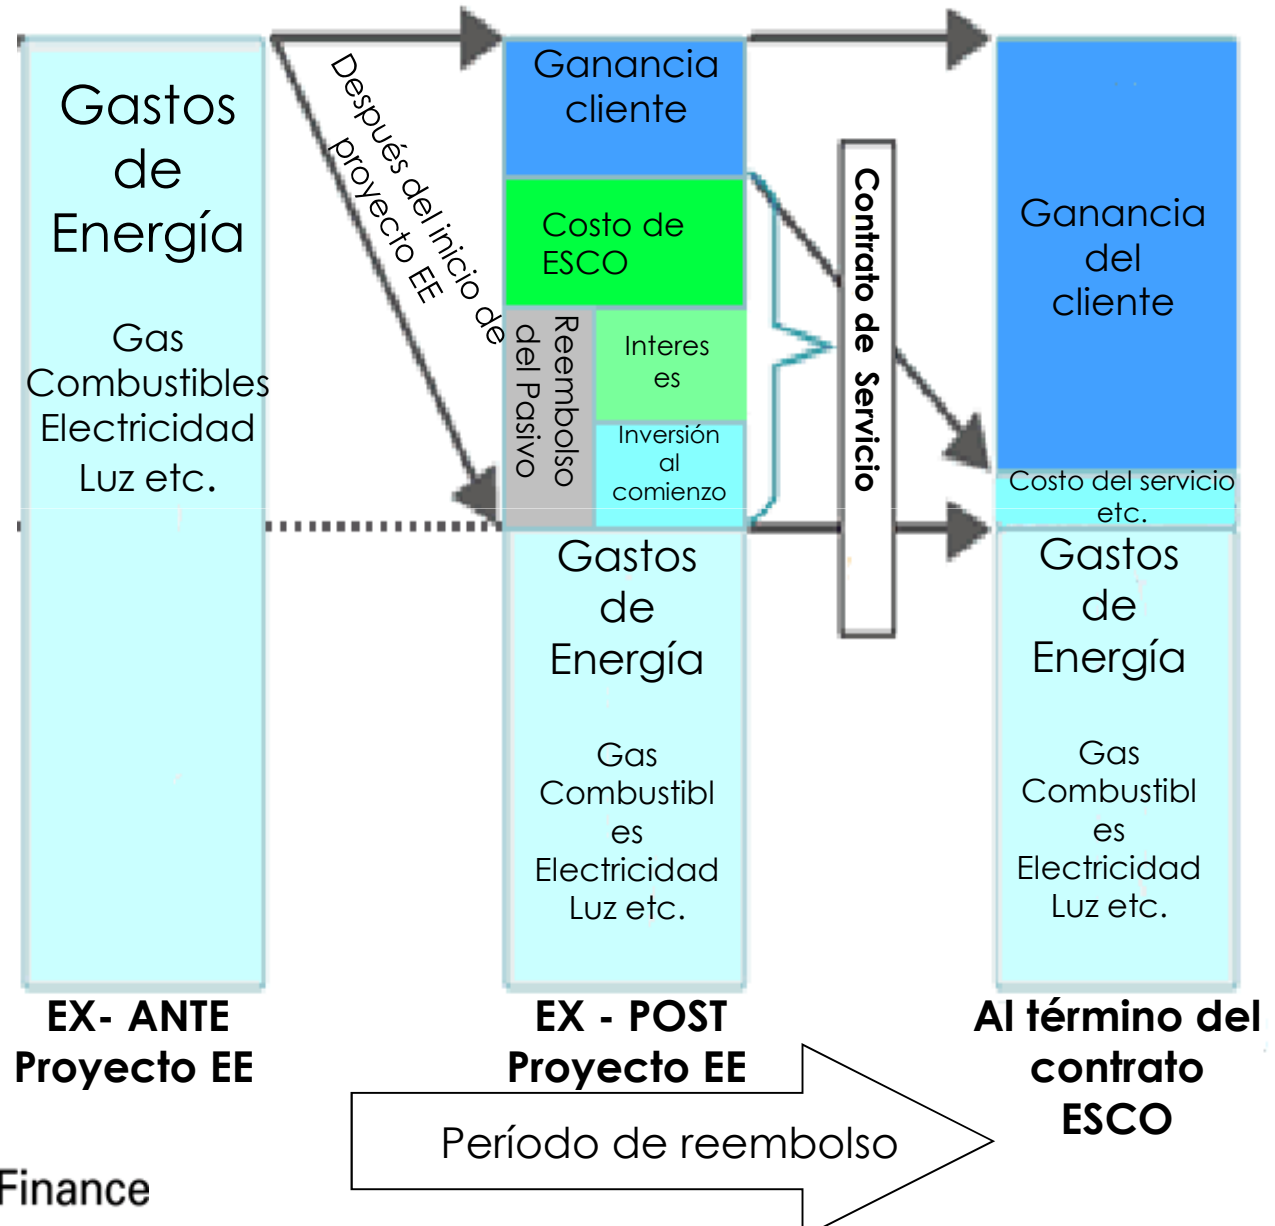 Gastos
de
Energía
Gas
Combustibles
Electricidad
Luz etc.
Después del inicio de
proyecto EE
Ganancia
cliente
Costo de
ESCO
Reembolso
del Pasivo
Interes
es
Inversión
al
comienzo
Gastos
de
Energía
Gas
Combustibl
es
Electricidad
Luz etc.
Contrato de Servicio
Ganancia
del
cliente
Costo del servicio
etc.
Gastos
de
Energía
Gas
Combustibl
es
Electricidad
Luz etc.
EX- ANTE
Proyecto EE
EX - POST
Proyecto EE
Al término del
contrato
ESCO
Período de reembolso
Finance